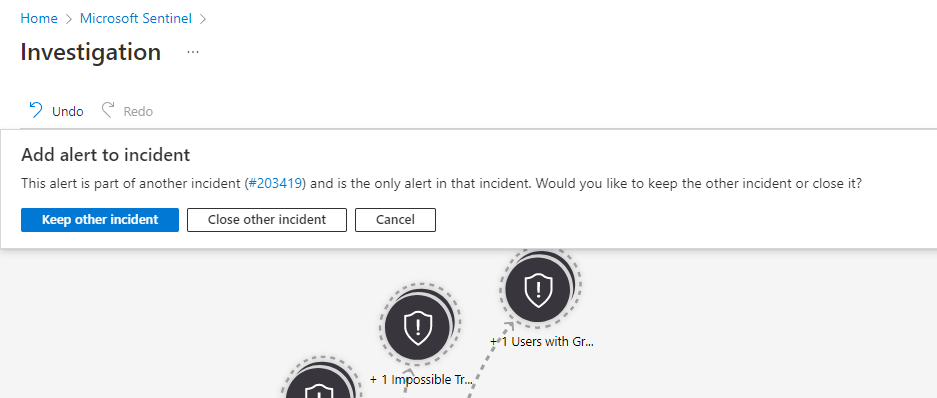 Home > Microsoft Sentinel >
Investigation ...
Undo Redo
Add alert to incident
This alert is part of another incident (#203419) and is the only alert in that incident. Would you like to keep the other incident or close it?
Keep other incident Close other incident Cancel
+ 1 Users with Gr...
+ 1 Impossible Tr...